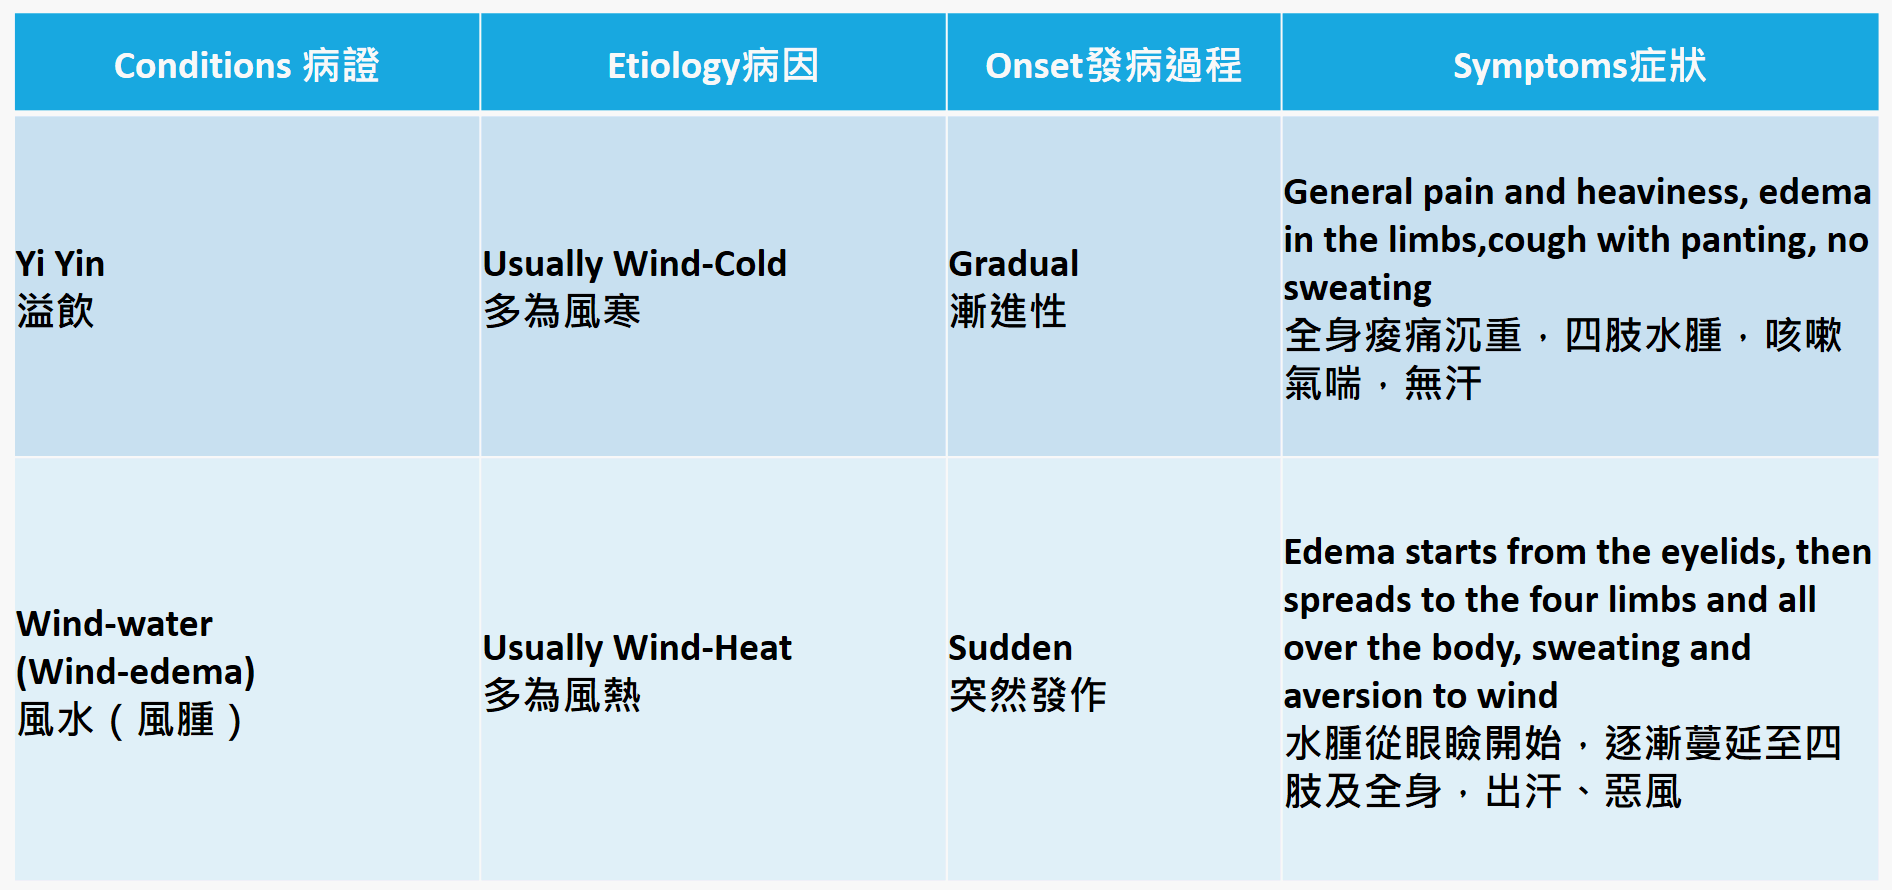 Conditions 病證
Etiology病因
Onset發病過程
Symptoms症狀
Yi Yin
溢飲
Usually Wind-Cold
多為風寒
Gradual
漸進性
General pain and heaviness, edema
in the limbs,cough with panting, no
sweating
全身痠痛沉重，四肢水腫，咳嗽
氣喘，無汗
Wind-water
(Wind-edema)
風水（風腫）
Usually Wind-Heat
多為風熱
Sudden
突然發作
Edema starts from the eyelids, then
spreads to the four limbs and all
over the body, sweating and
aversion to wind
水腫從眼瞼開始，逐漸蔓延至四
肢及全身，出汗、惡風